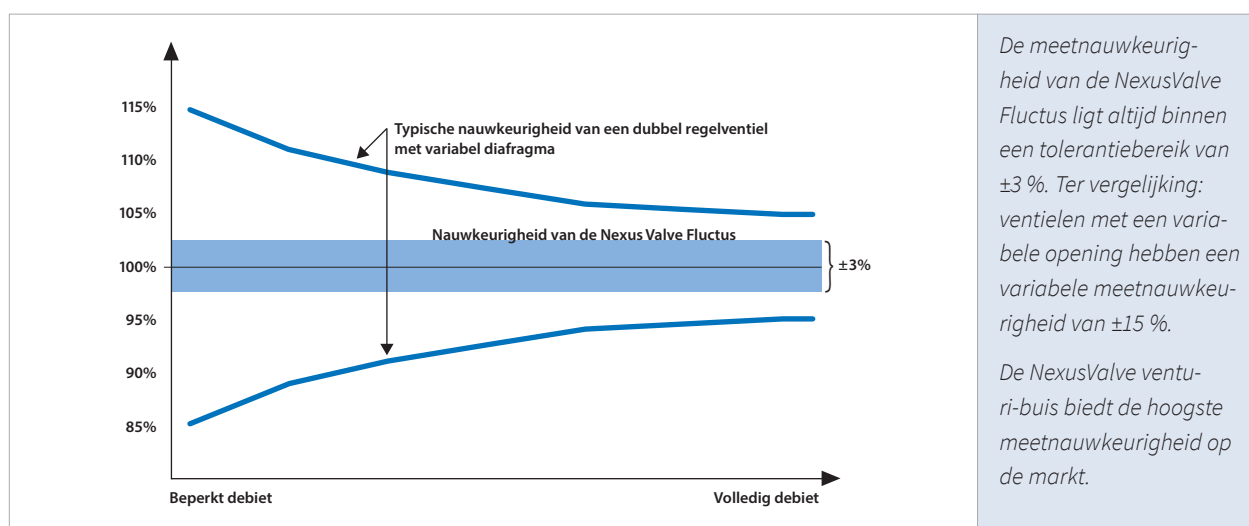 115%
110%
105%
100%
95%
90%
85%
Typische nauwkeurigheid van een dubbel regelventiel
met variabel diafragma
Nauwkeurigheid van de Nexus Valve Fluctus
±3%
Beperkt debiet
Volledig debiet
De meetnauwkeurig-
heid van de NexusValve
Fluctus ligt altijd binnen
een tolerantiebereik van
±3 %. Ter vergelijking:
ventielen met een varia-
bele opening hebben een
variabele meetnauwkeu-
righeid van ±15 %.
De NexusValve ventu-
ri-buis biedt de hoogste
meetnauwkeurigheid op
de markt.